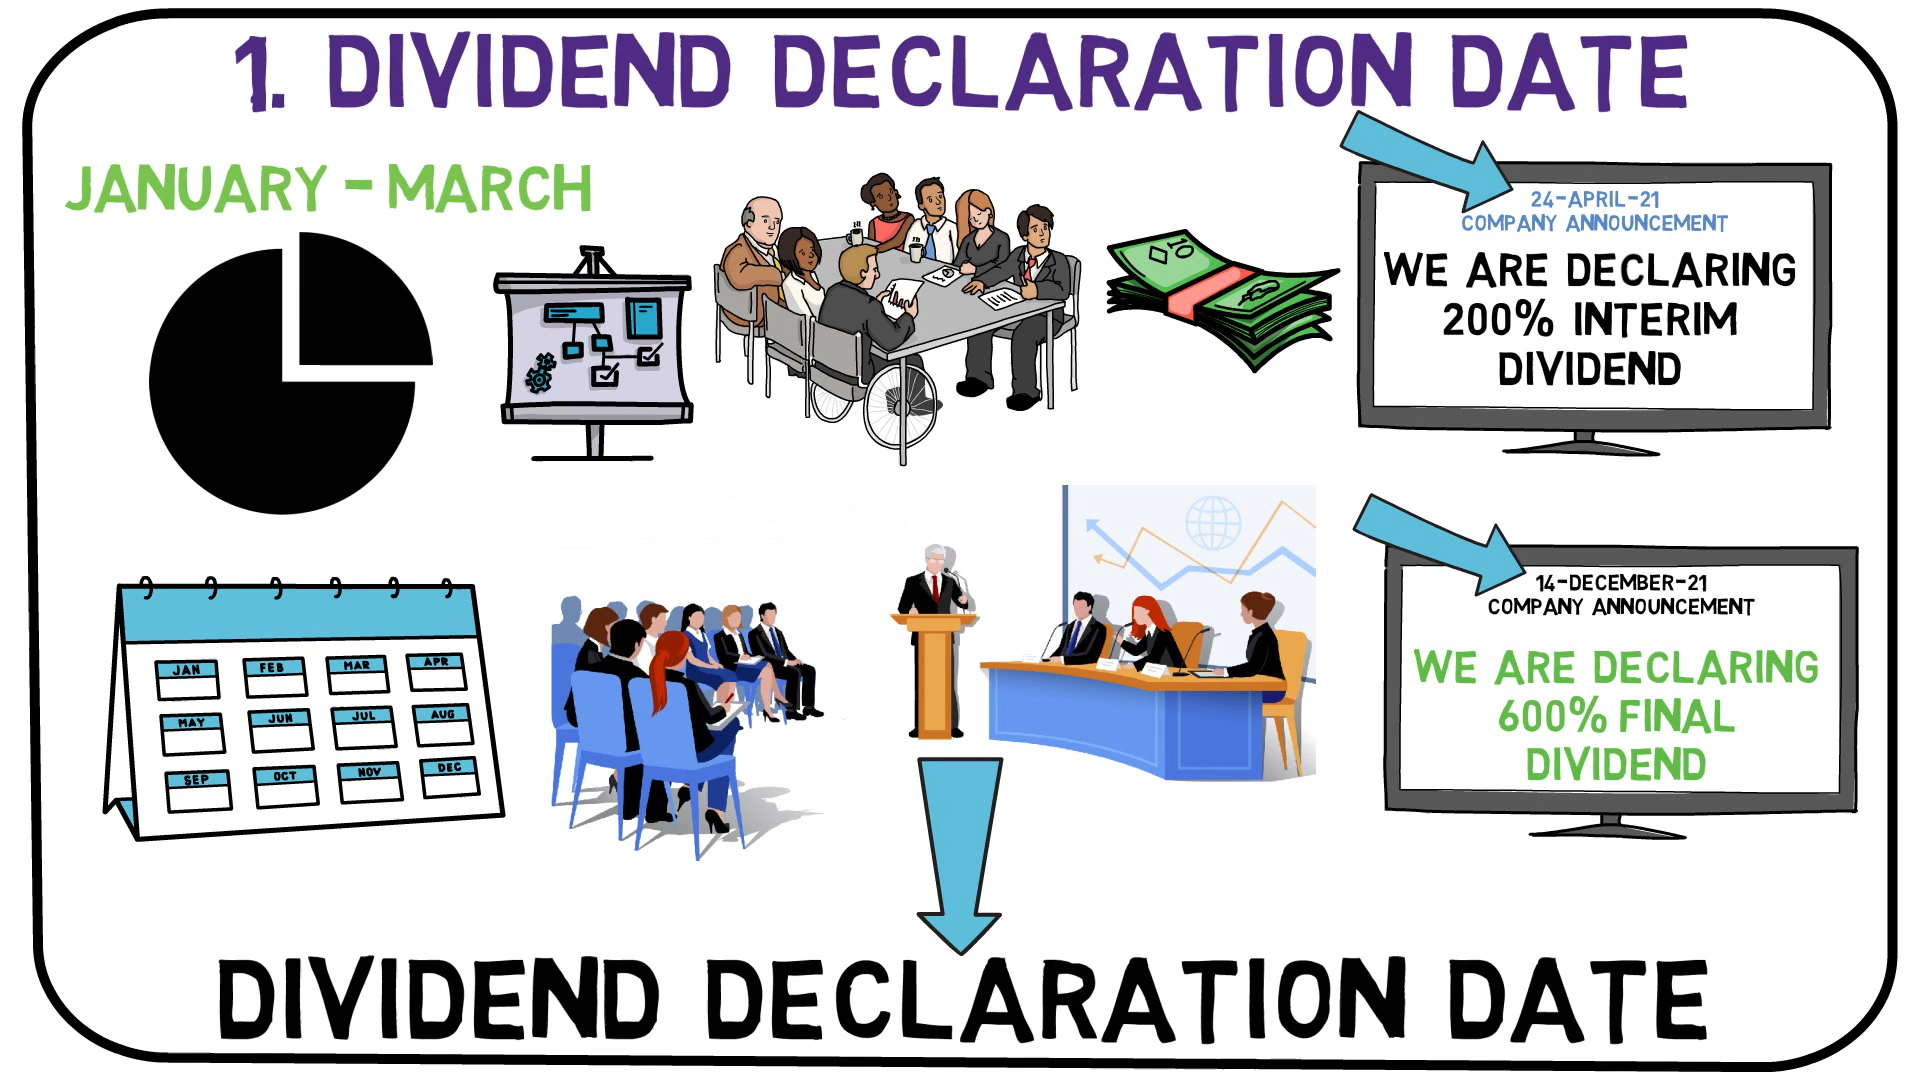 1. DIVIDEND DECLARATION DATE
JANUARY - MARCH
24-APRIL-21
COMPANY ANNOUNCEMENT
WE ARE DECLARING
200% INTERIM
DIVIDEND
10
JAN FEB MAR APR
MAY JUN JUL AUG
SEP OCT NOV DEC
14-DECEMBER-21
COMPANY ANNOUNCEMENT
WE ARE DECLARING
600% FINAL
DIVIDEND
DIVIDEND DECLARATION DATE